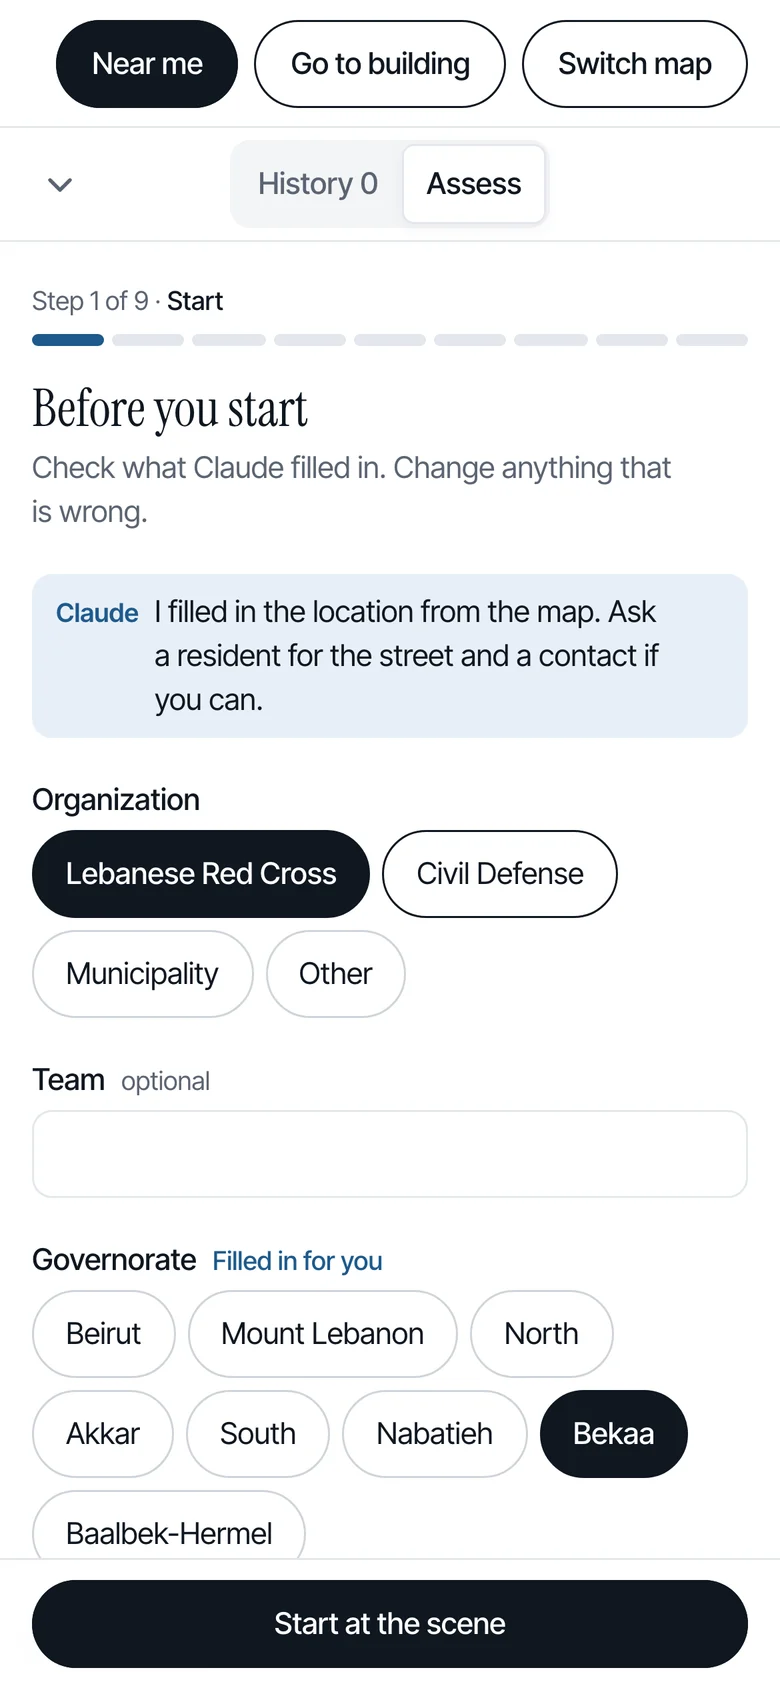 Near me
Go to building
Switch map
History 0
Assess
Step 1 of 9 · Start
Before you start
Check what Claude filled in. Change anything that
is wrong.
Claude I filled in the location from the map. Ask
a resident for the street and a contact if
you can.
Organization
Lebanese Red Cross
Civil Defense
Municipality
Other
Team optional
Governorate Filled in for you
Beirut
Mount Lebanon
North
Akkar
South
Nabatieh
Bekaa
Baalbek-Hermel
Start at the scene